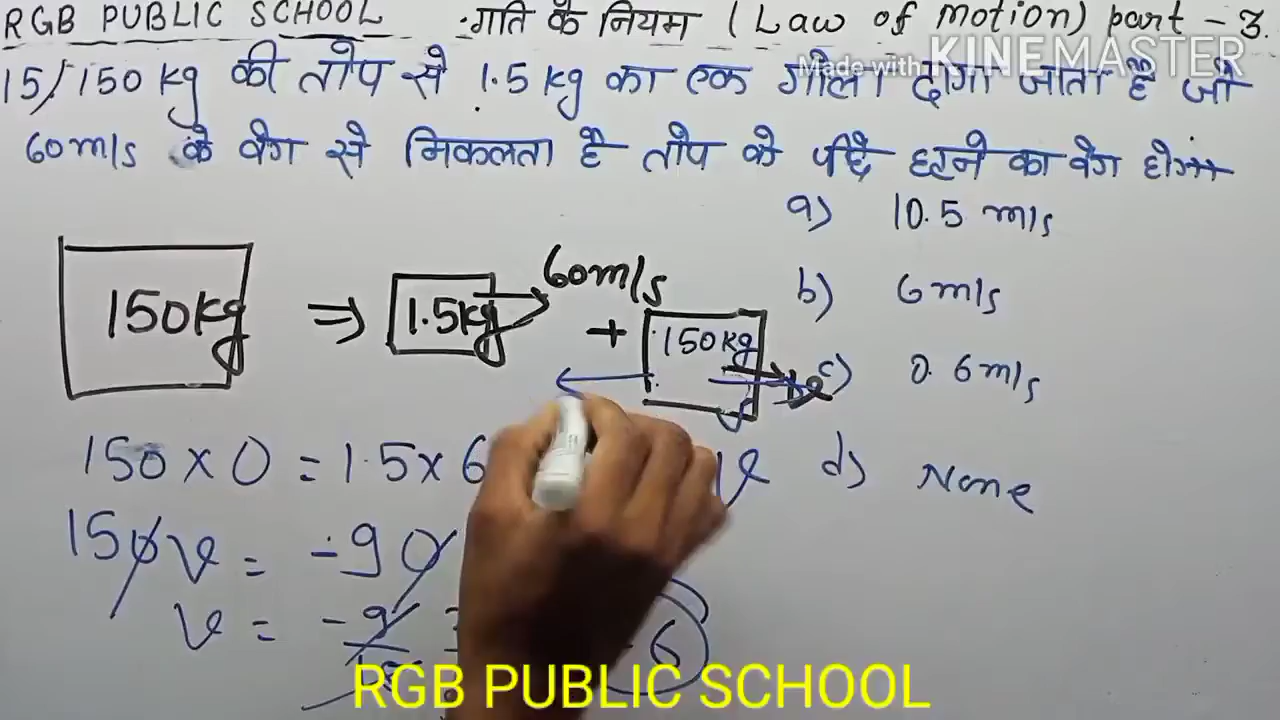 RGB PUBLIC SCHOOL · गति के नियम (Law of motion) part - 3.
Made with KINEMASTER
15/150 kg की तोप से 1.5 kg का एक गोला दागा जाता है जो
60m/s के वेग से निकलता है तोप के पीछे हटने का वेग होगा
a) 10.5 m/s
b) 6m/s
c) 0.6m/s
d) None
150kg ⇒ 1.5kg → 60m/s + 150kg → v
150 x 0 = 1.5 x 6 v
150 v = -90
v = -9
6
RGB PUBLIC SCHOOL